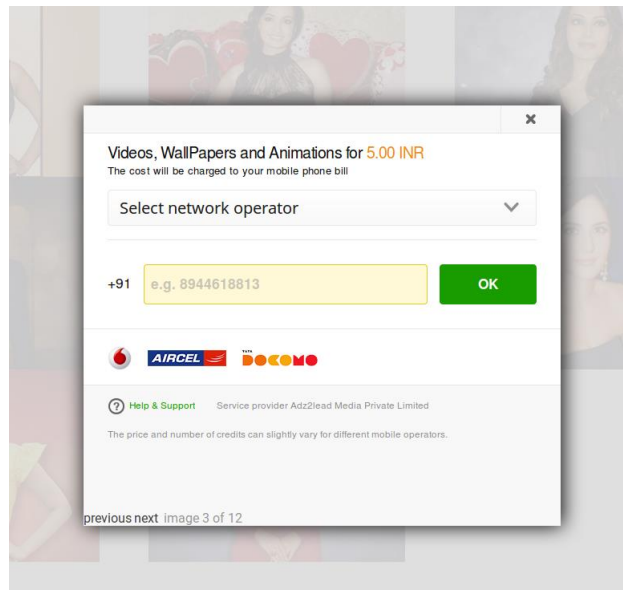 ×
Videos, WallPapers and Animations for 5.00 INR
The cost will be charged to your mobile phone bill
Select network operator
+91 e.g. 8944618813 OK
AIRCEL TATA DOCOMO
? Help & Support Service provider Adz2lead Media Private Limited
The price and number of credits can slightly vary for different mobile operators.
previous next image 3 of 12